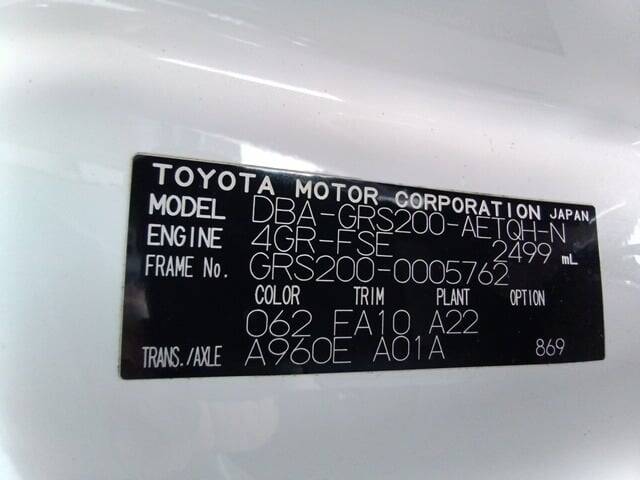 TOYOTA MOTOR CORPORATION JAPAN
MODEL DBA-GRS200-AETQH-N
ENGINE 4GR-FSE 2499 mL
FRAME No. GRS200-0005762
COLOR TRIM PLANT OPTION
062 FA10 A22
TRANS./AXLE A960E A01A 869